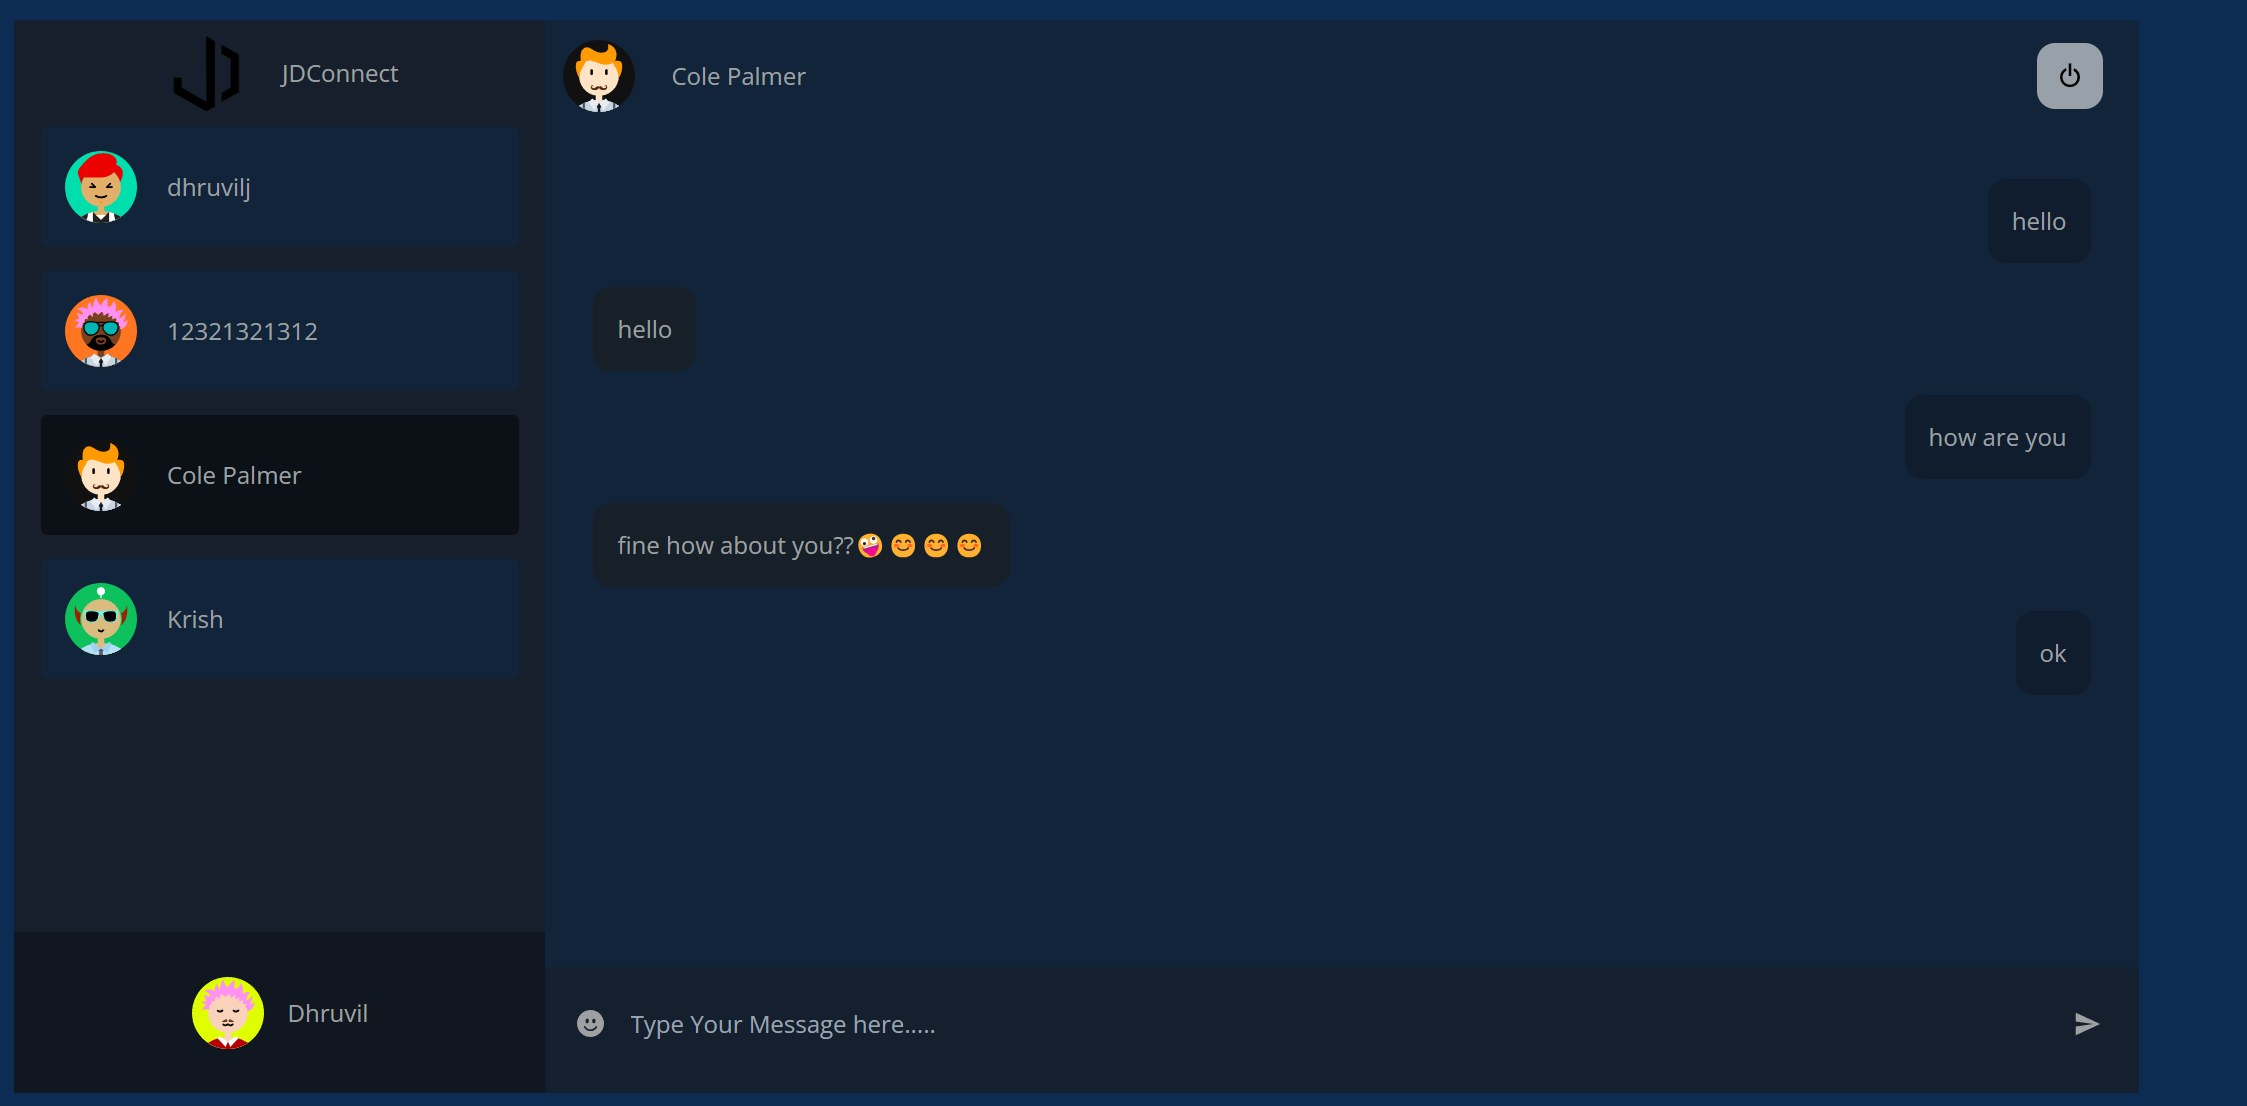 JDConnect
dhruvilj
12321321312
Cole Palmer
Krish
Dhruvil
Cole Palmer
hello
hello
how are you
fine how about you??🤪😊😊😊
ok
Type Your Message here.....